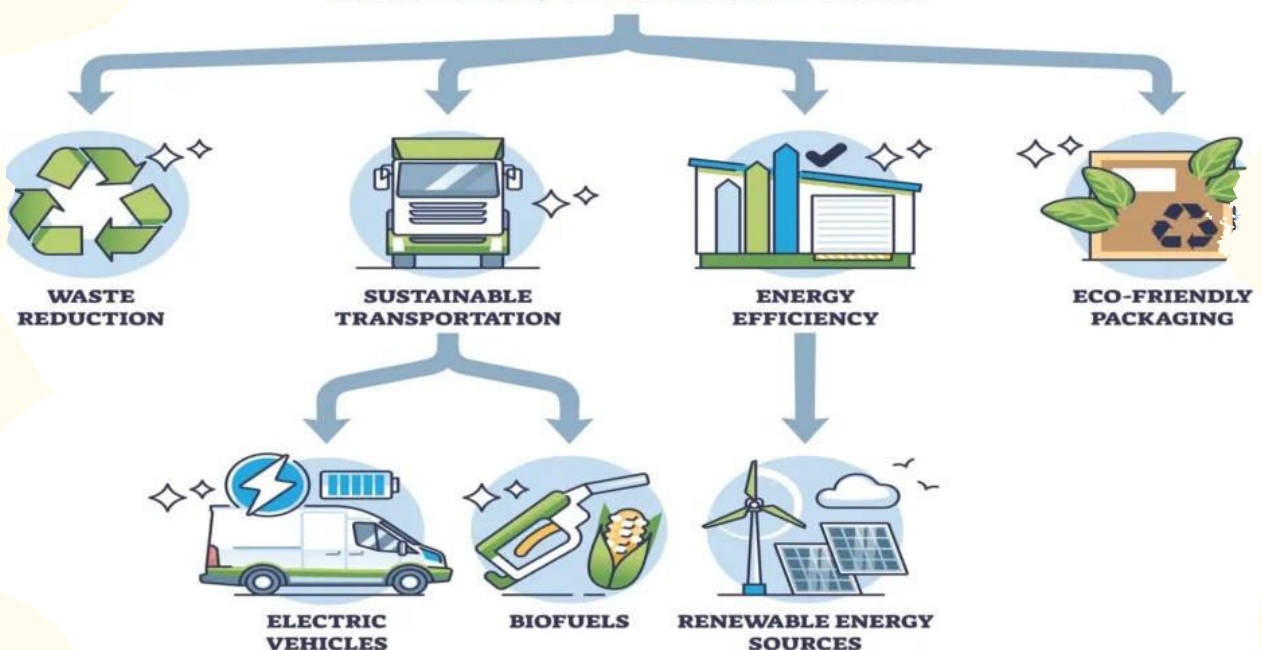 WASTE
REDUCTION
SUSTAINABLE
TRANSPORTATION
ENERGY
EFFICIENCY
ECO-FRIENDLY
PACKAGING
ELECTRIC
VEHICLES
BIOFUELS
RENEWABLE ENERGY
SOURCES